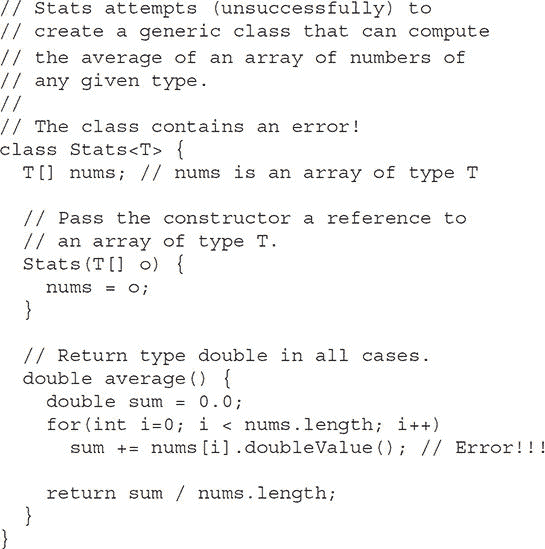 // Stats attempts (unsuccessfully) to
// create a generic class that can compute
// the average of an array of numbers of
// any given type.
//
// The class contains an error!
class Stats<T> {
  T[] nums; // nums is an array of type T

  // Pass the constructor a reference to
  // an array of type T.
  Stats(T[] o) {
    nums = o;
  }

  // Return type double in all cases.
  double average() {
    double sum = 0.0;
    for(int i=0; i < nums.length; i++)
      sum += nums[i].doubleValue(); // Error!!!

    return sum / nums.length;
  }
}